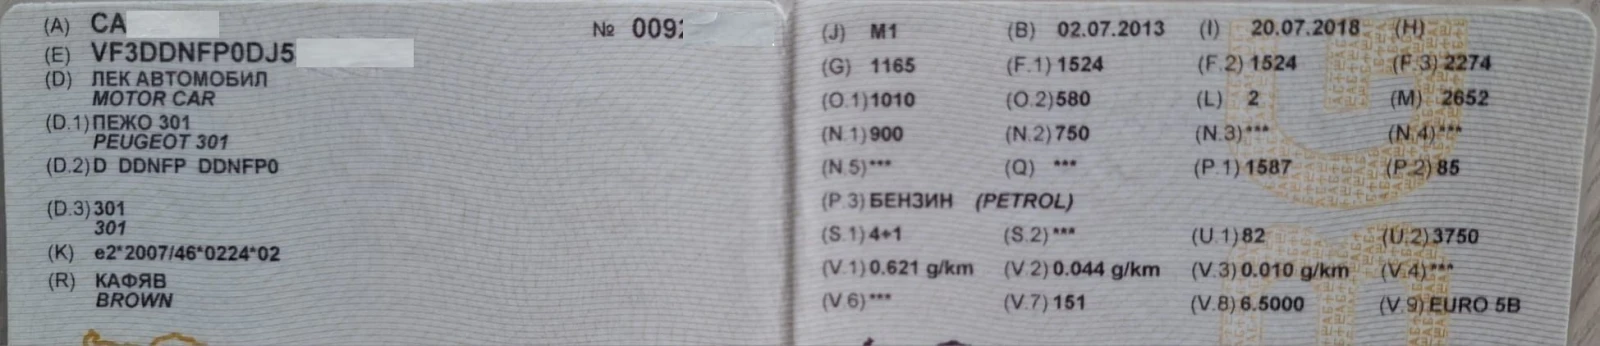 (A) CA № 0092
(E) VF3DDNFP0DJ5
(D) ЛЕК АВТОМОБИЛ
MOTOR CAR
(D.1) ПЕЖО 301
PEUGEOT 301
(D.2) D DDNFP DDNFP0
(D.3) 301
301
(K) e2*2007/46*0224*02
(R) КАФЯВ
BROWN
(J) M1 (B) 02.07.2013 (I) 20.07.2018 (H)
(G) 1165 (F.1) 1524 (F.2) 1524 (F.3) 2274
(O.1) 1010 (O.2) 580 (L) 2 (M) 2652
(N.1) 900 (N.2) 750 (N.3) *** (N.4) ***
(N.5) *** (Q) *** (P.1) 1587 (P.2) 85
(P.3) БЕНЗИН (PETROL)
(S.1) 4+1 (S.2) *** (U.1) 82 (U.2) 3750
(V.1) 0.621 g/km (V.2) 0.044 g/km (V.3) 0.010 g/km (V.4) ***
(V.6) *** (V.7) 151 (V.8) 6.5000 (V.9) EURO 5B